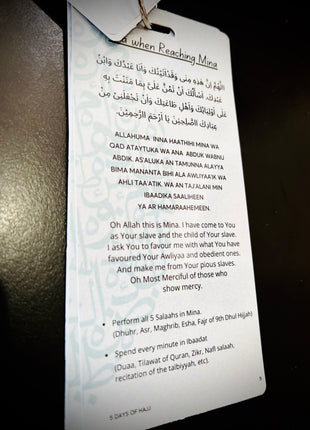 when Reaching Mina
اللَّهُمَّ إِنَّ هَذِهِ مِنَى وَقَدْ أَتَيْتُكَ وَأَنَا عَبْدُكَ وَابْنُ
عَبْدِكَ، أَسْأَلُكَ أَنْ تَمُنَّ عَلَيَّ بِمَا مَنَنْتَ بِهِ
عَلَى أَوْلِيَائِكَ وَأَهْلِ طَاعَتِكَ وَأَنْ تَجْعَلَنِيْ مِنْ
عِبَادِكَ الصّٰلِحِيْنَ يَا أَرْحَمَ الرّٰحِمِيْنَ.
ALLAHUMA INNA HAATHIHI MINA WA
QAD ATAYTUKA WA ANA ABDUK WABNU
ABDIK AS'ALUKA AN TAMUNNA ALAYYA
BIMA MANANTA BIHI ALA AWLIYAA'IK WA
AHLI TAA'ATIK WA AN TAJ ALANI MIN
IBAADIKA SAALIHEEN
YA AR HAMARAAHEMEEN.
Oh Allah this is Mina. I have come to You
as Your slave and the child of Your slave.
I ask You to favour me with what You have
favoured Your Awliyaa and obedient ones.
And make me from Your pious slaves.
Oh Most Merciful of those who
show mercy.
• Perform all 5 Salaahs in Mina.
(Dhuhr, Asr, Maghrib, Esha, Fajr of 9th Dhul Hijjah)
• Spend every minute in Ibaadat
(Duaa, Tilawat of Quran, Zikr, Nafl salaah,
recitation of the talbiyyah, etc).
5 DAYS OF HAJJ